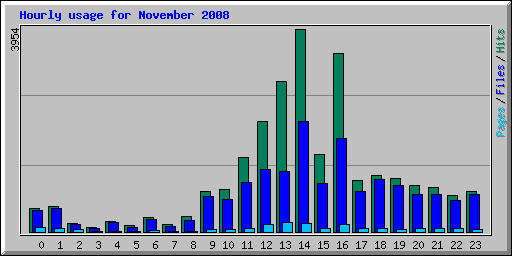 Hourly usage for November 2008
3954
Pages / Files / Hits
0 1 2 3 4 5 6 7 8 9 10 11 12 13 14 15 16 17 18 19 20 21 22 23